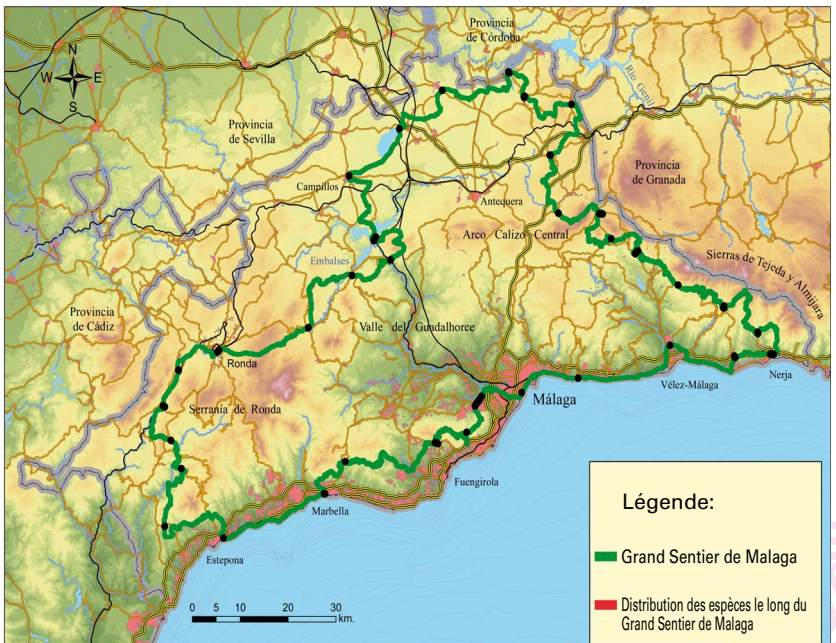 Provincia
de Córdoba
N
W E
S
Río Genil
Provincia
de Sevilla
Provincia
de Granada
Campillos
Antequera
Arco Calizo Central
Sierras de Tejeda y Almijara
Embalses
Provincia
de Cádiz
Valle del Guadalhorce
Ronda
Nerja
Vélez-Málaga
Málaga
Serranía de Ronda
Fuengirola
Marbella
Estepona
0 5 10 20 30
km.
Légende:
Grand Sentier de Malaga
Distribution des espèces le long du
Grand Sentier de Malaga